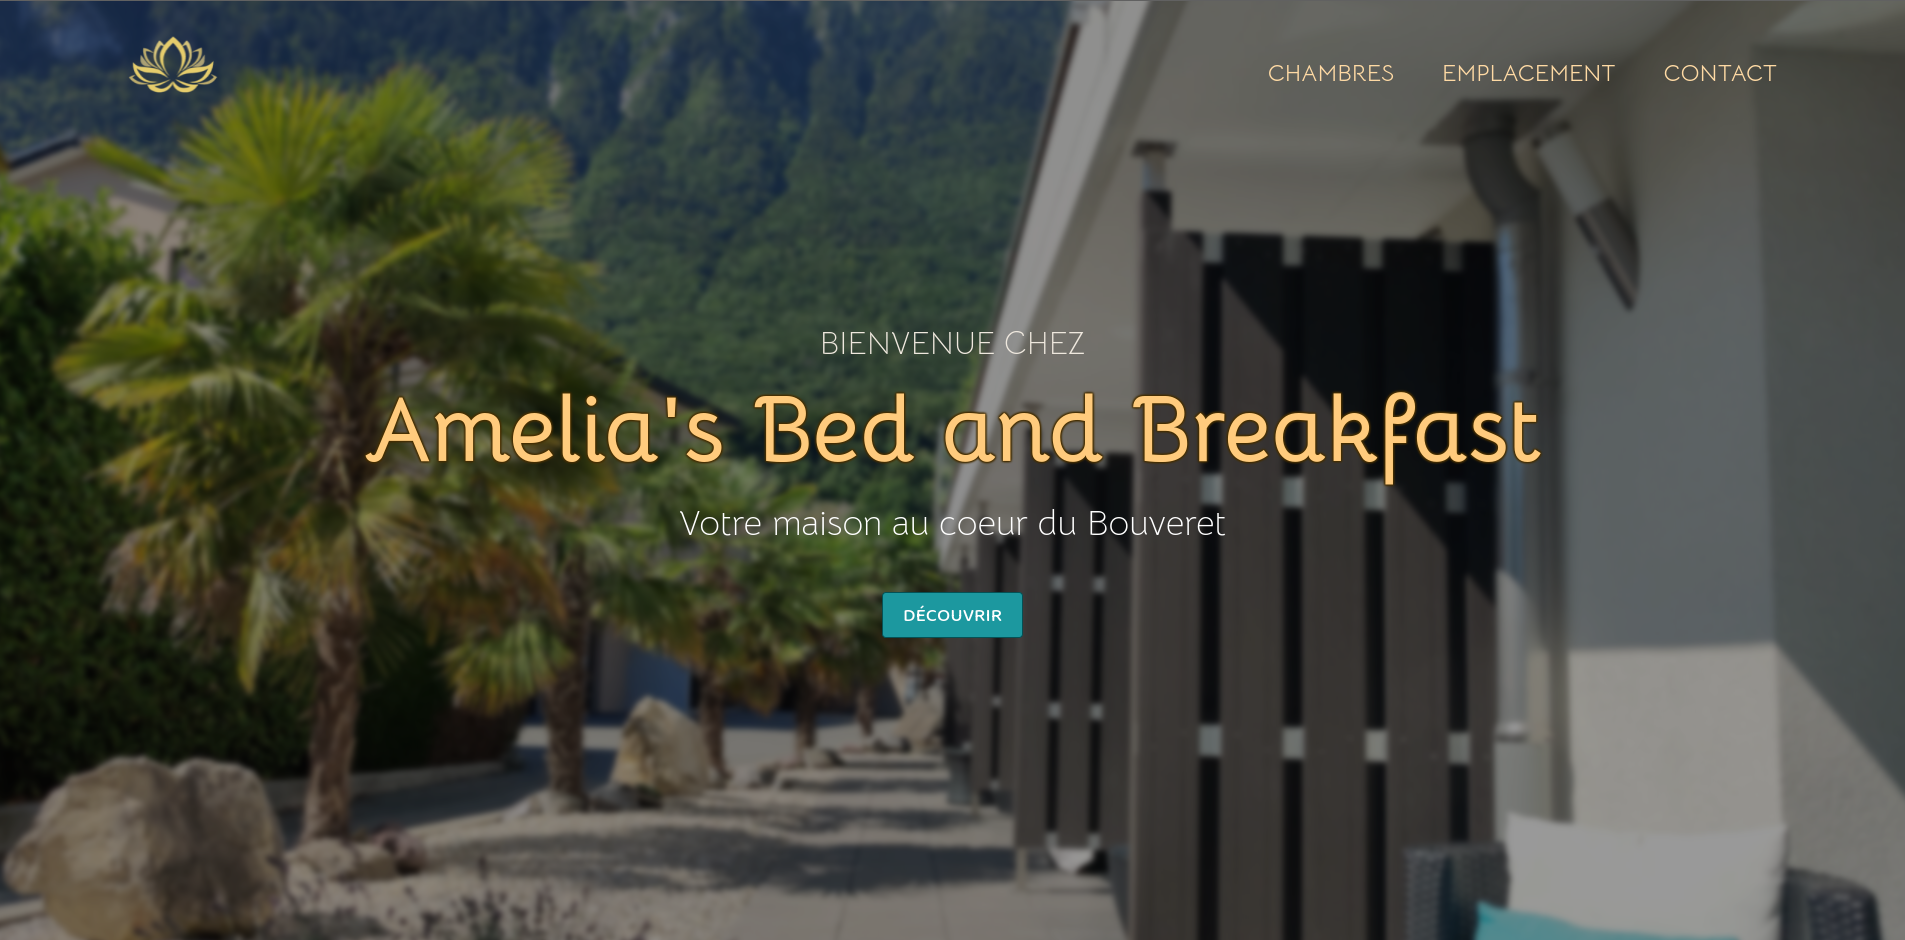 CHAMBRES EMPLACEMENT CONTACT
BIENVENUE CHEZ
Amelia's Bed and Breakfast
Votre maison au coeur du Bouveret
DÉCOUVRIR